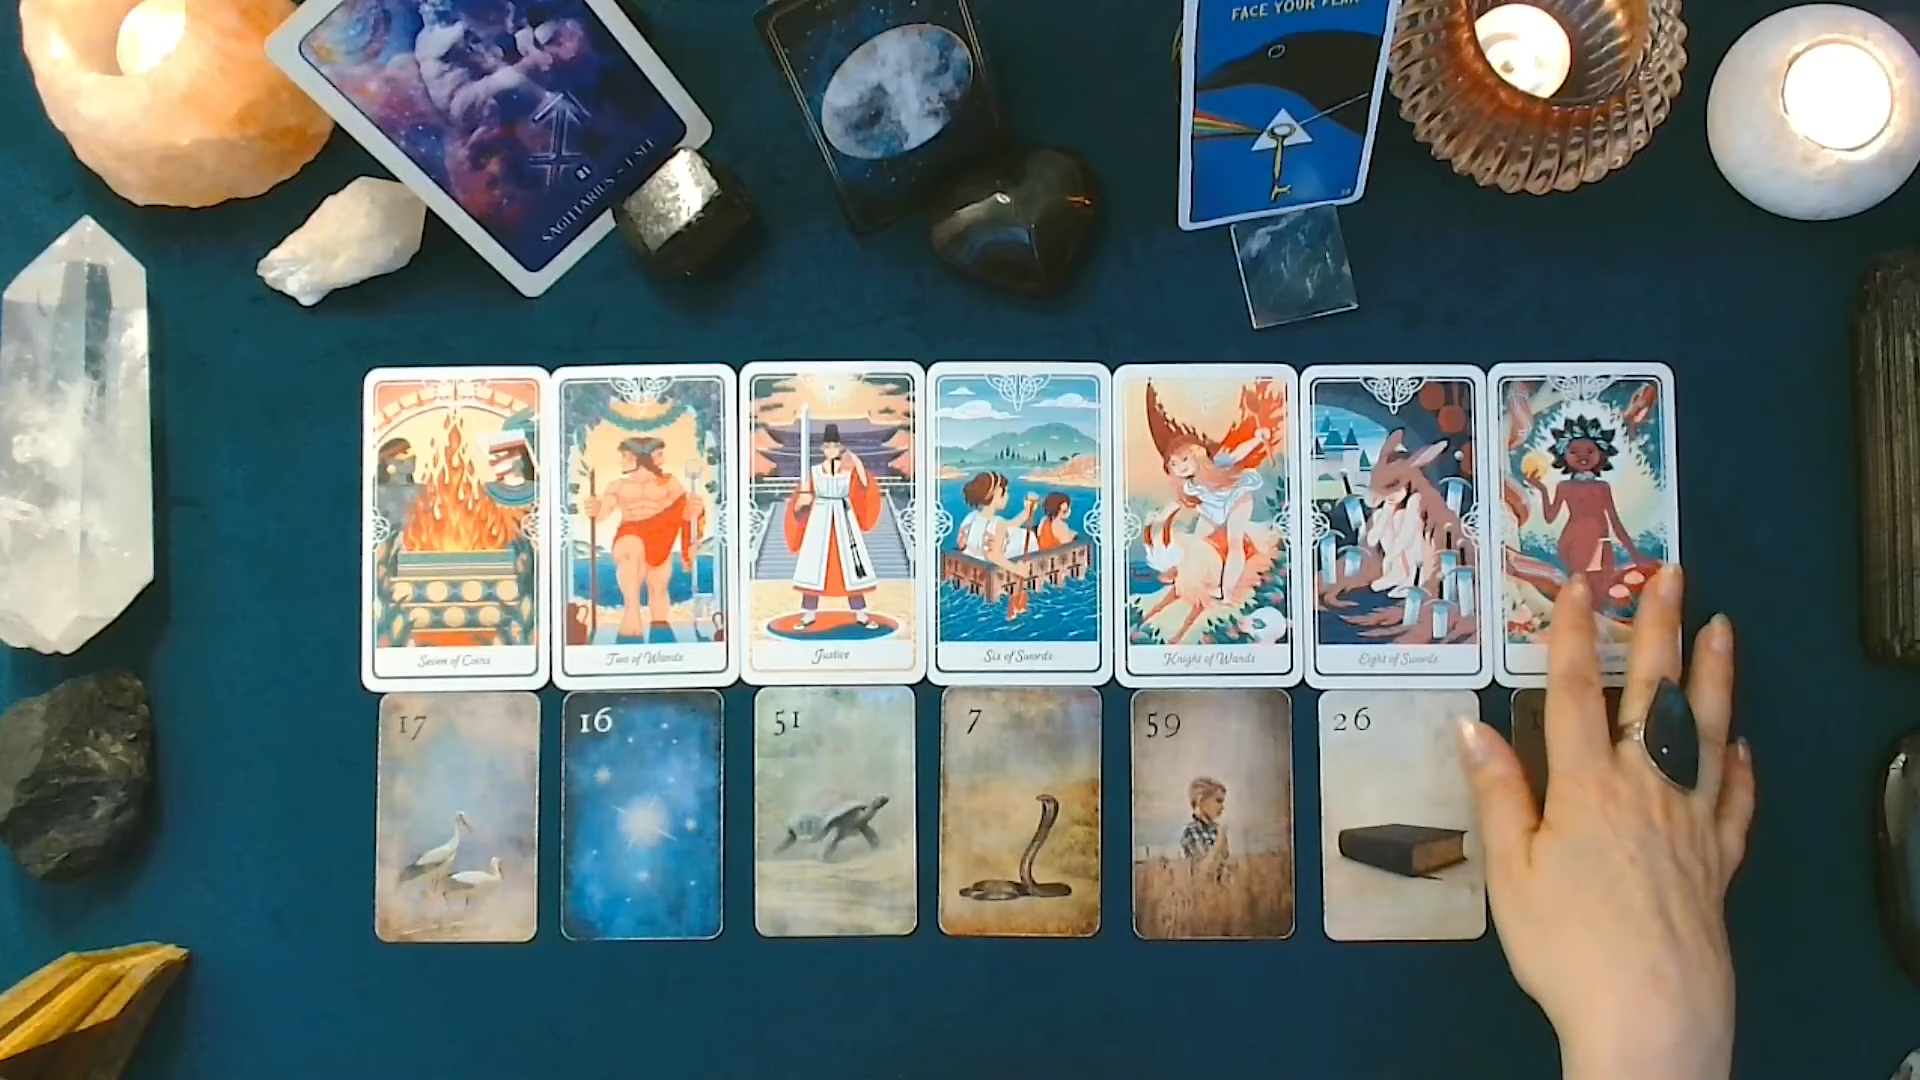 FACE YOUR FEAR
SAGITTARIUS ~ I SEE
Seven of Coins
Two of Wands
Justice
Six of Swords
Knight of Wands
Eight of Swords
17
16
51
7
59
26